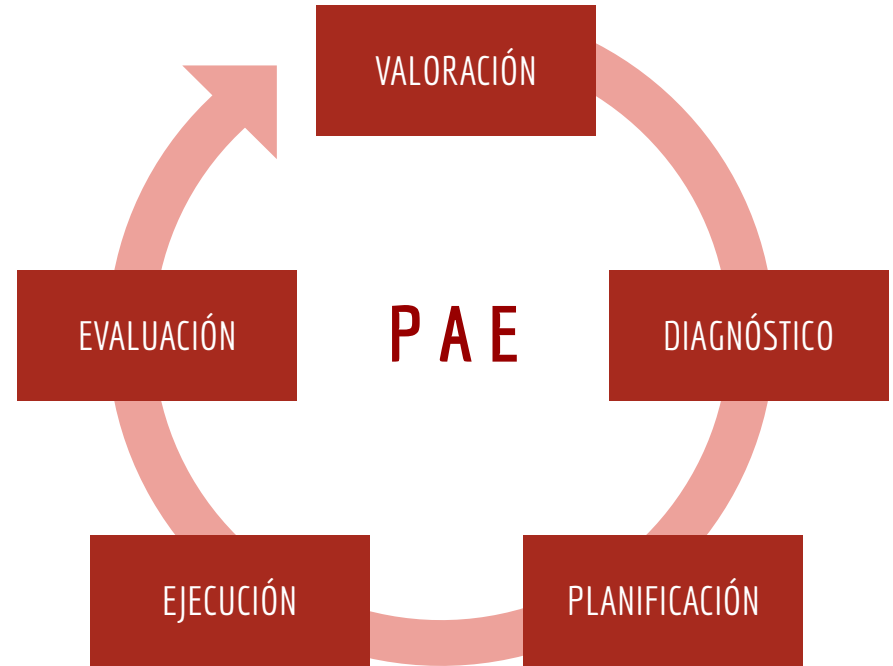 VALORACIÓN
DIAGNÓSTICO
PLANIFICACIÓN
EJECUCIÓN
EVALUACIÓN
P A E